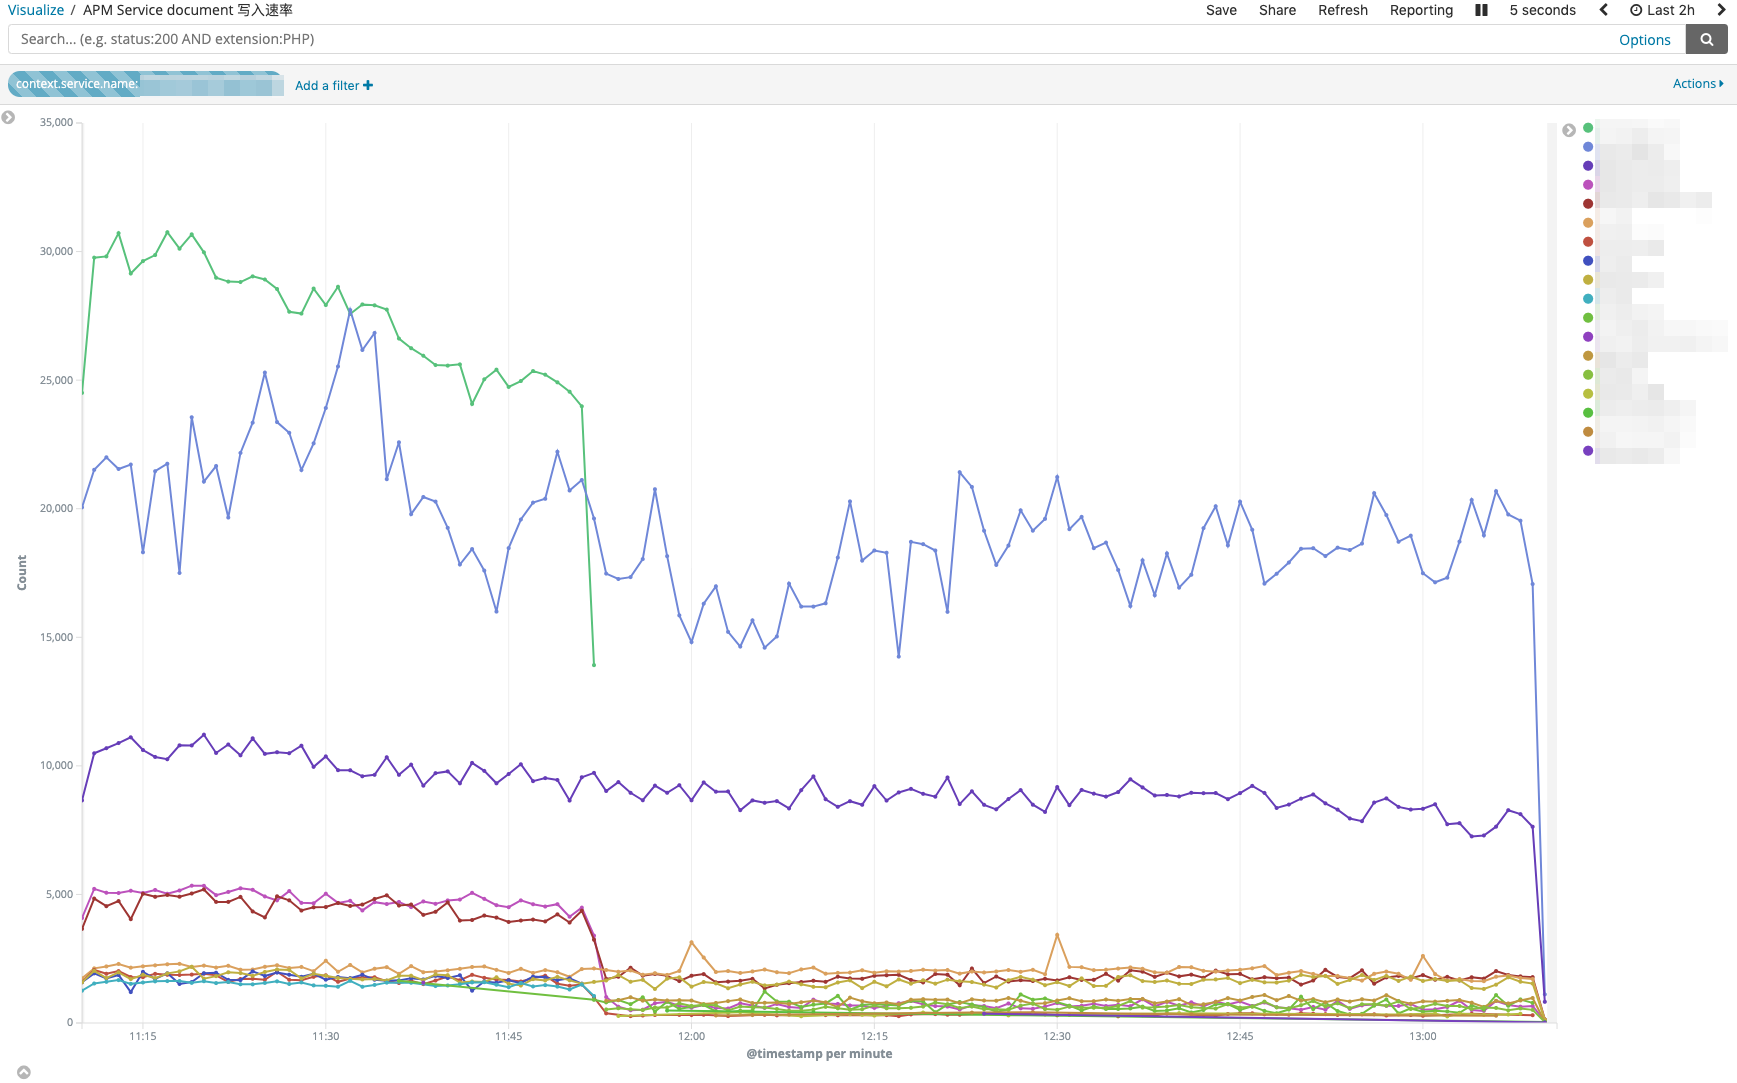 Visualize / APM Service document 写入速率
Save Share Refresh Reporting 5 seconds Last 2h
Search... (e.g. status:200 AND extension:PHP)
Options
context.service.name:
Add a filter
Actions
35,000
30,000
25,000
20,000
15,000
10,000
5,000
0
Count
11:15 11:30 11:45 12:00 12:15 12:30 12:45 13:00
@timestamp per minute